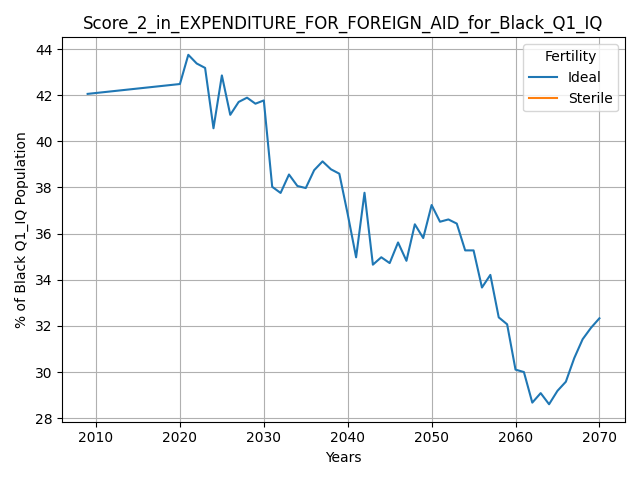 Score_2_in_EXPENDITURE_FOR_FOREIGN_AID_for_Black_Q1_IQ
Fertility
Ideal
Sterile
% of Black Q1_IQ Population
44
42
40
38
36
34
32
30
28
2010 2020 2030 2040 2050 2060 2070
Years